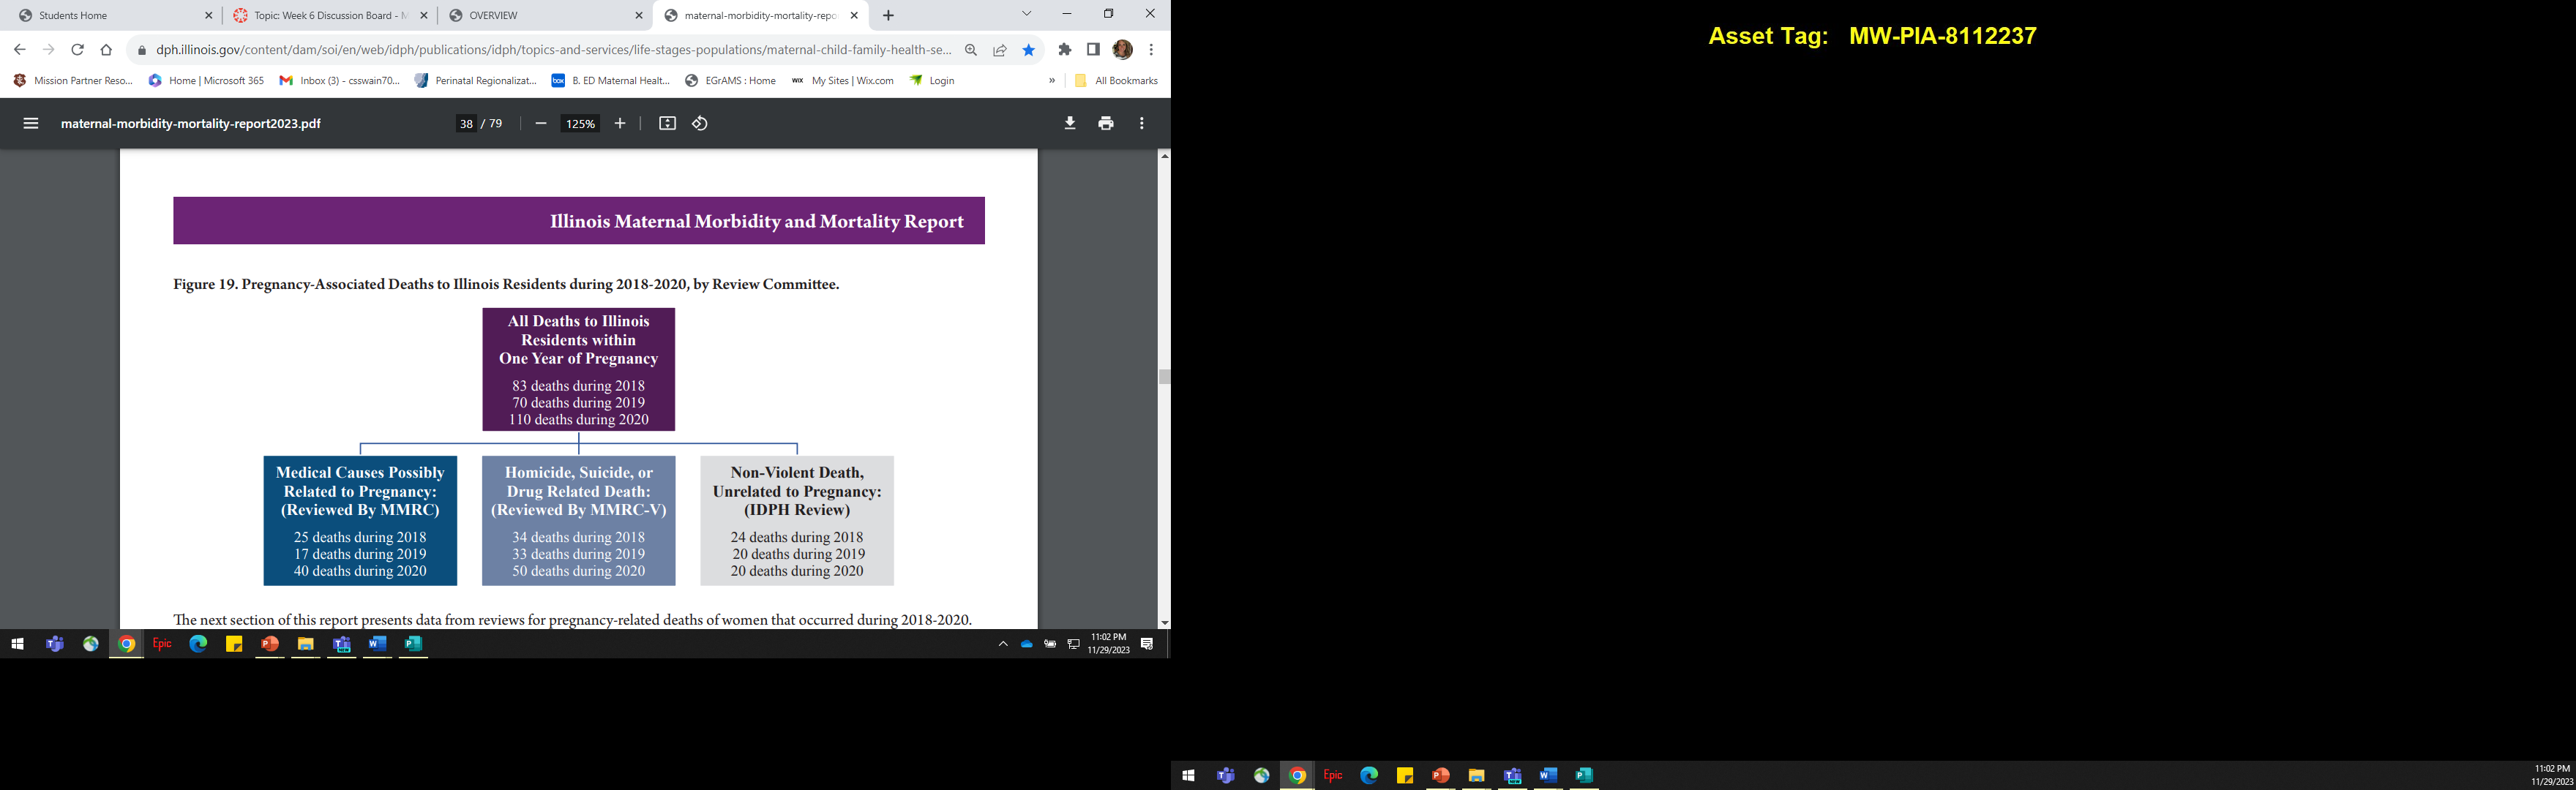 Students Home
Topic: Week 6 Discussion Board - M
OVERVIEW
maternal-morbidity-mortality-repo
dph.illinois.gov/content/dam/soi/en/web/idph/publications/idph/topics-and-services/life-stages-populations/maternal-child-family-health-se...
Mission Partner Reso...
Home | Microsoft 365
Inbox (3) - csswain70...
Perinatal Regionalizat...
box
B. ED Maternal Healt...
EGrAMS : Home
WIX
My Sites | Wix.com
Login
»
All Bookmarks
maternal-morbidity-mortality-report2023.pdf
38 / 79
125%
Illinois Maternal Morbidity and Mortality Report
Figure 19. Pregnancy-Associated Deaths to Illinois Residents during 2018-2020, by Review Committee.
All Deaths to Illinois
Residents within
One Year of Pregnancy
83 deaths during 2018
70 deaths during 2019
110 deaths during 2020
Medical Causes Possibly
Related to Pregnancy:
(Reviewed By MMRC)
25 deaths during 2018
17 deaths during 2019
40 deaths during 2020
Homicide, Suicide, or
Drug Related Death:
(Reviewed By MMRC-V)
34 deaths during 2018
33 deaths during 2019
50 deaths during 2020
Non-Violent Death,
Unrelated to Pregnancy:
(IDPH Review)
24 deaths during 2018
20 deaths during 2019
20 deaths during 2020
The next section of this report presents data from reviews for pregnancy-related deaths of women that occurred during 2018-2020.
Epic
11:02 PM
11/29/2023
Asset Tag: MW-PIA-8112237
Epic
11:02 PM
11/29/2023